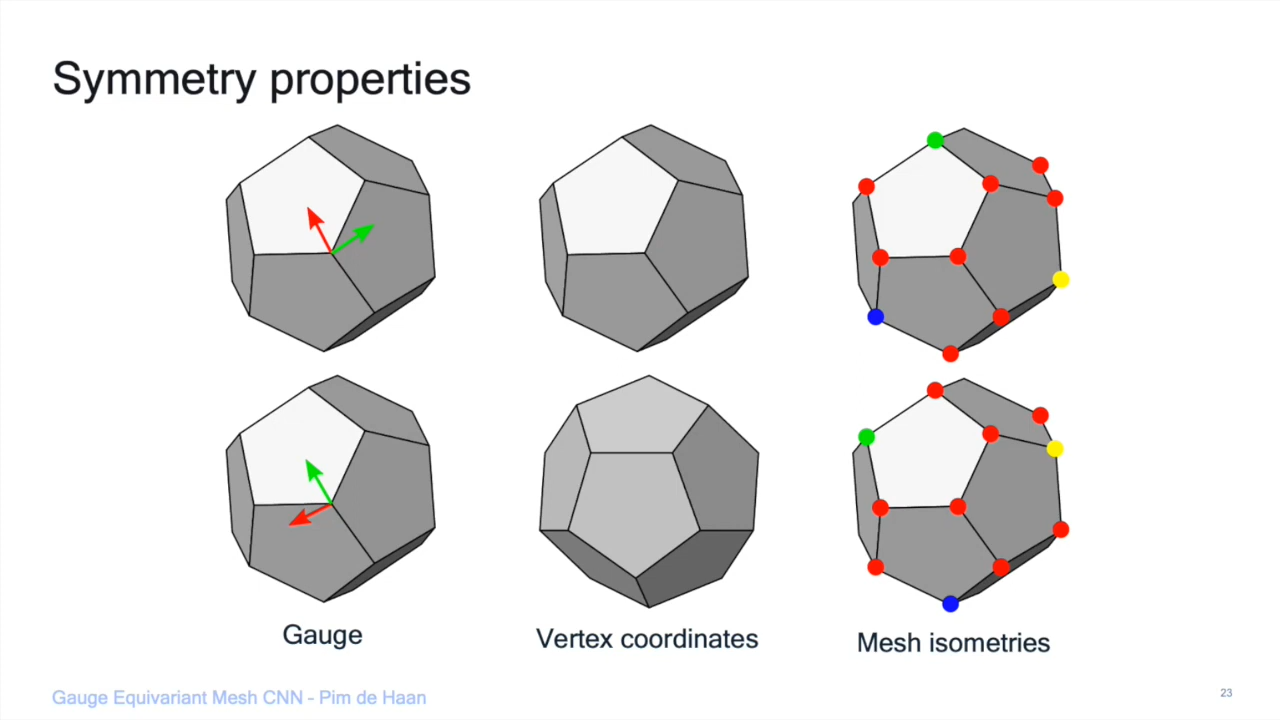 Symmetry properties
Gauge
Vertex coordinates
Mesh isometries
Gauge Equivariant Mesh CNN - Pim de Haan
23